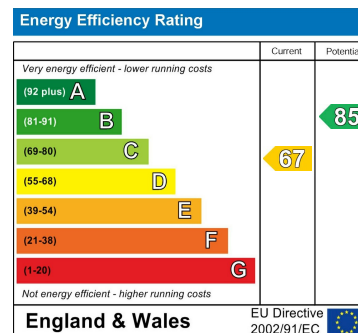 Energy Efficiency Rating
Current
Potentia
Very energy efficient - lower running costs
(92 plus) A
(81-91) B
85
(69-80) C
67
(55-68) D
(39-54) E
(21-38) F
(1-20) G
Not energy efficient - higher running costs
England & Wales
EU Directive
2002/91/EC